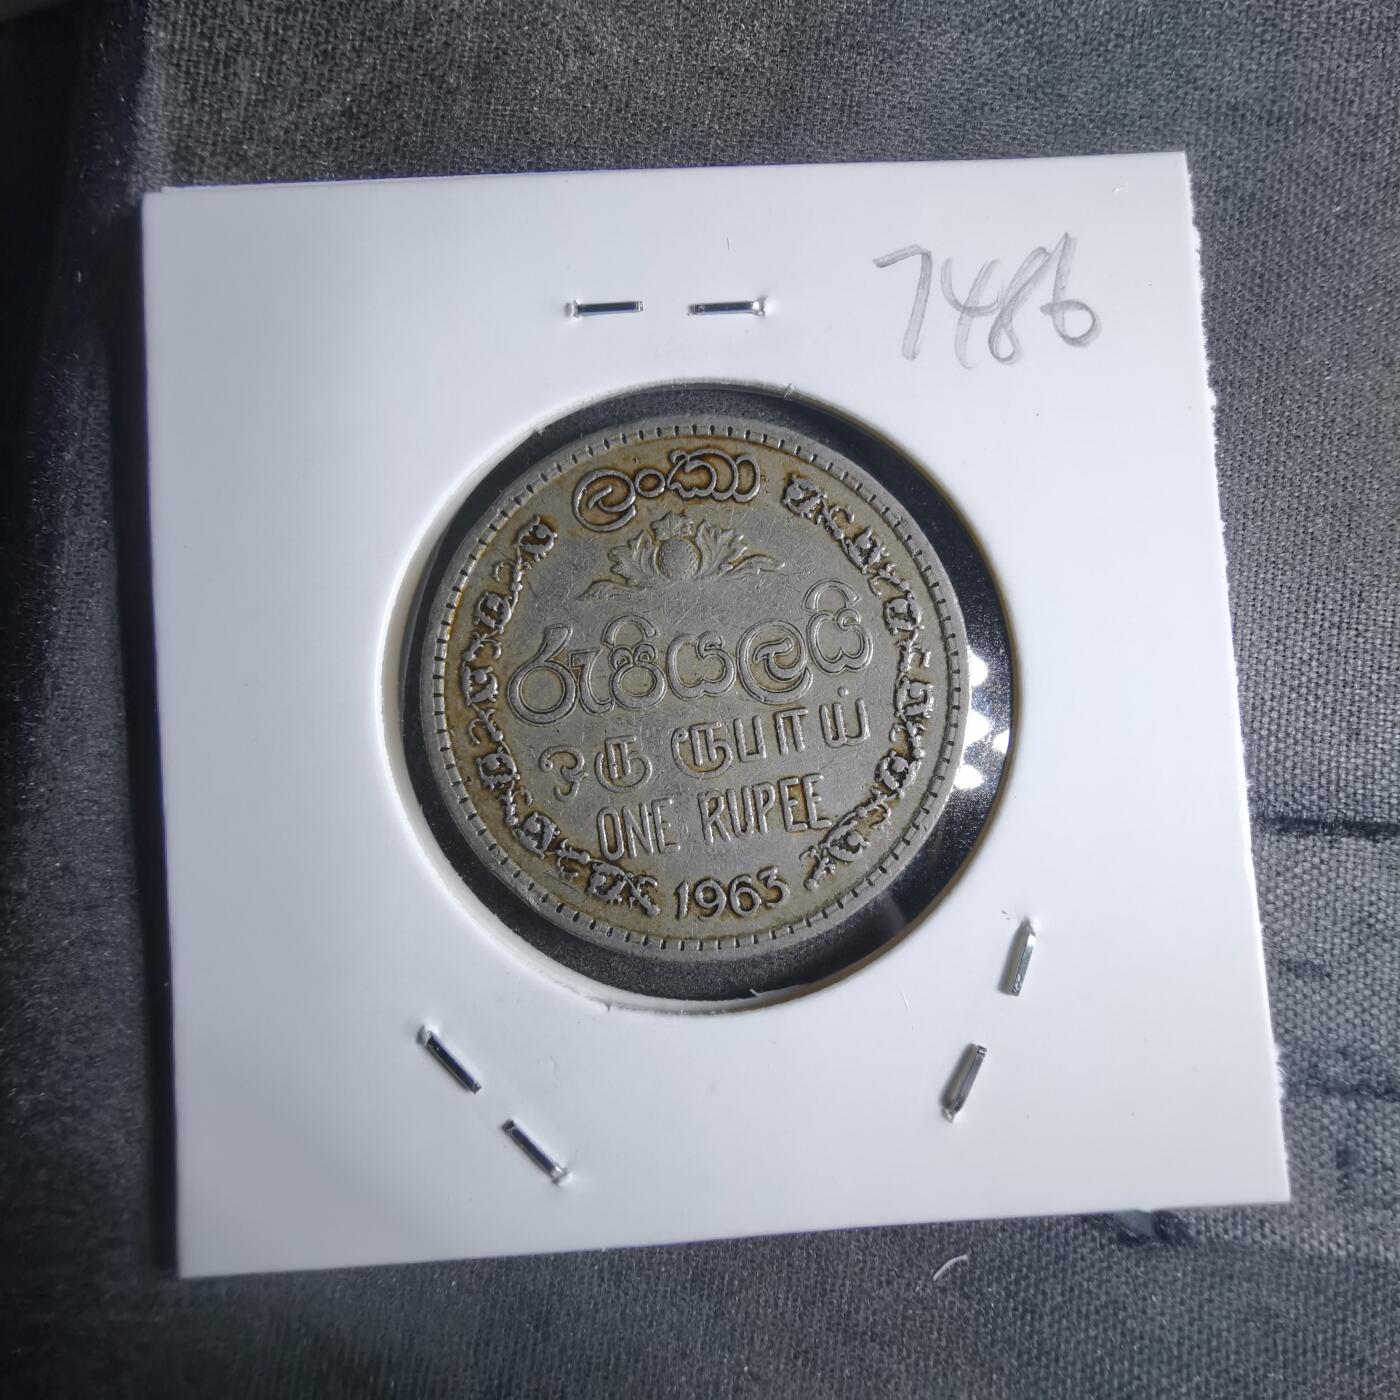 7486
ලංකා
රුපියලයි
ஒரு ரூபாய்
ONE RUPEE
1963